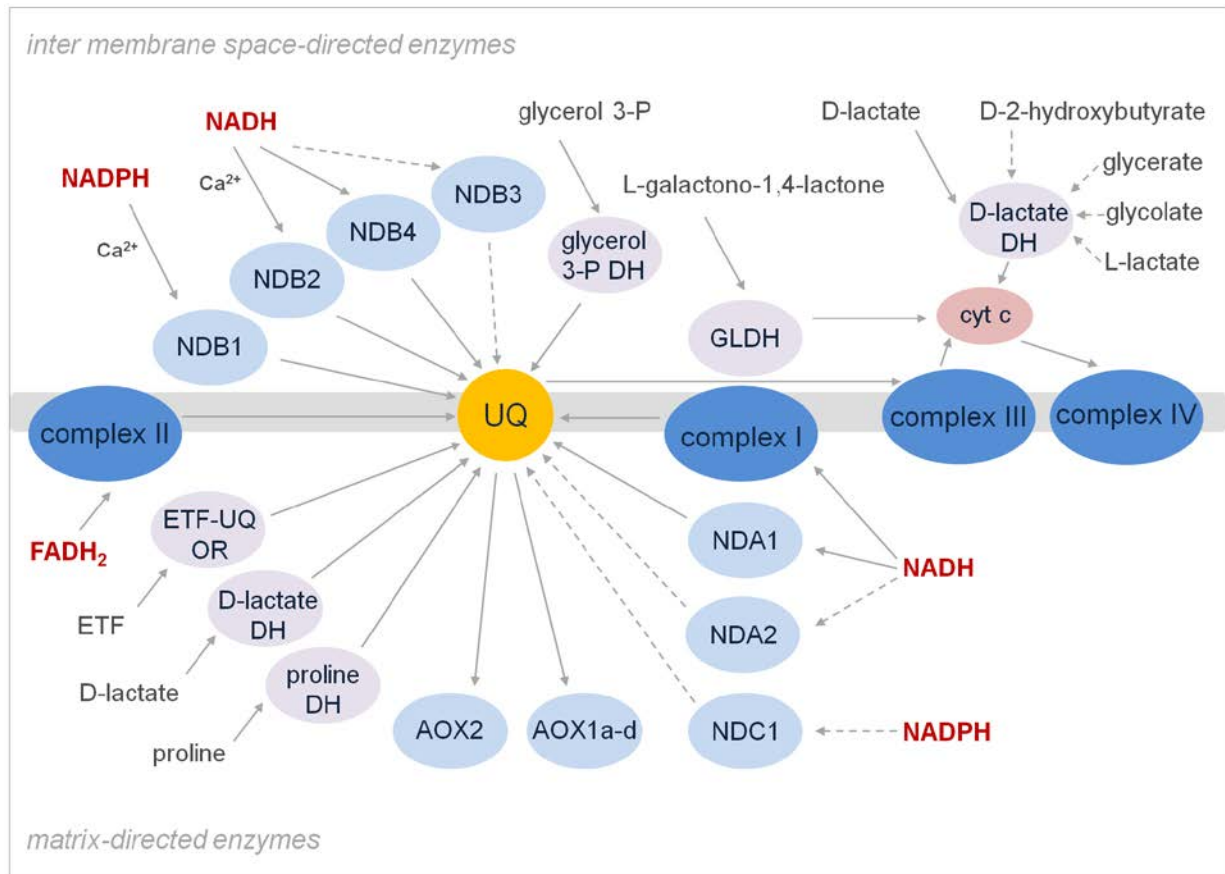 inter membrane space-directed enzymes
glycerol 3-P
D-lactate
D-2-hydroxybutyrate
NADH
NADPH
Ca²⁺
NDB3
L-galactono-1,4-lactone
glycerate
D-lactate
DH
glycolate
L-lactate
Ca²⁺
NDB4
glycerol
3-P DH
NDB2
NDB1
GLDH
cyt c
complex II
UQ
complex I
complex III
complex IV
FADH₂
ETF-UQ
OR
NDA1
NADH
ETF
D-lactate
DH
NDA2
D-lactate
proline
DH
proline
AOX2
AOX1a-d
NDC1
NADPH
matrix-directed enzymes